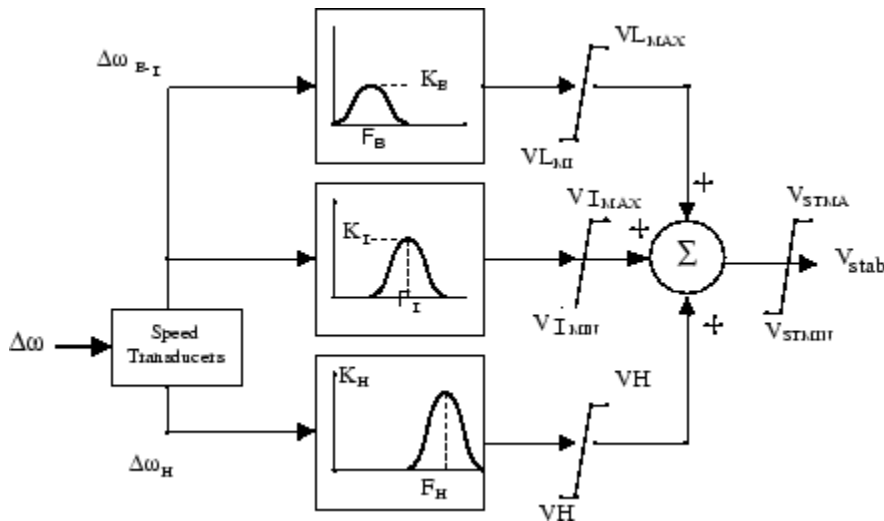 Δω B-I
K_B
F_B
VL_MAX
VL_MI
K_I
F_I
VI_MAX
VI_MIN
+
+
+
Σ
V_STMA
V_STMIN
V_stab
Δω
Speed
Transducers
Δω_H
K_H
F_H
VH
VH